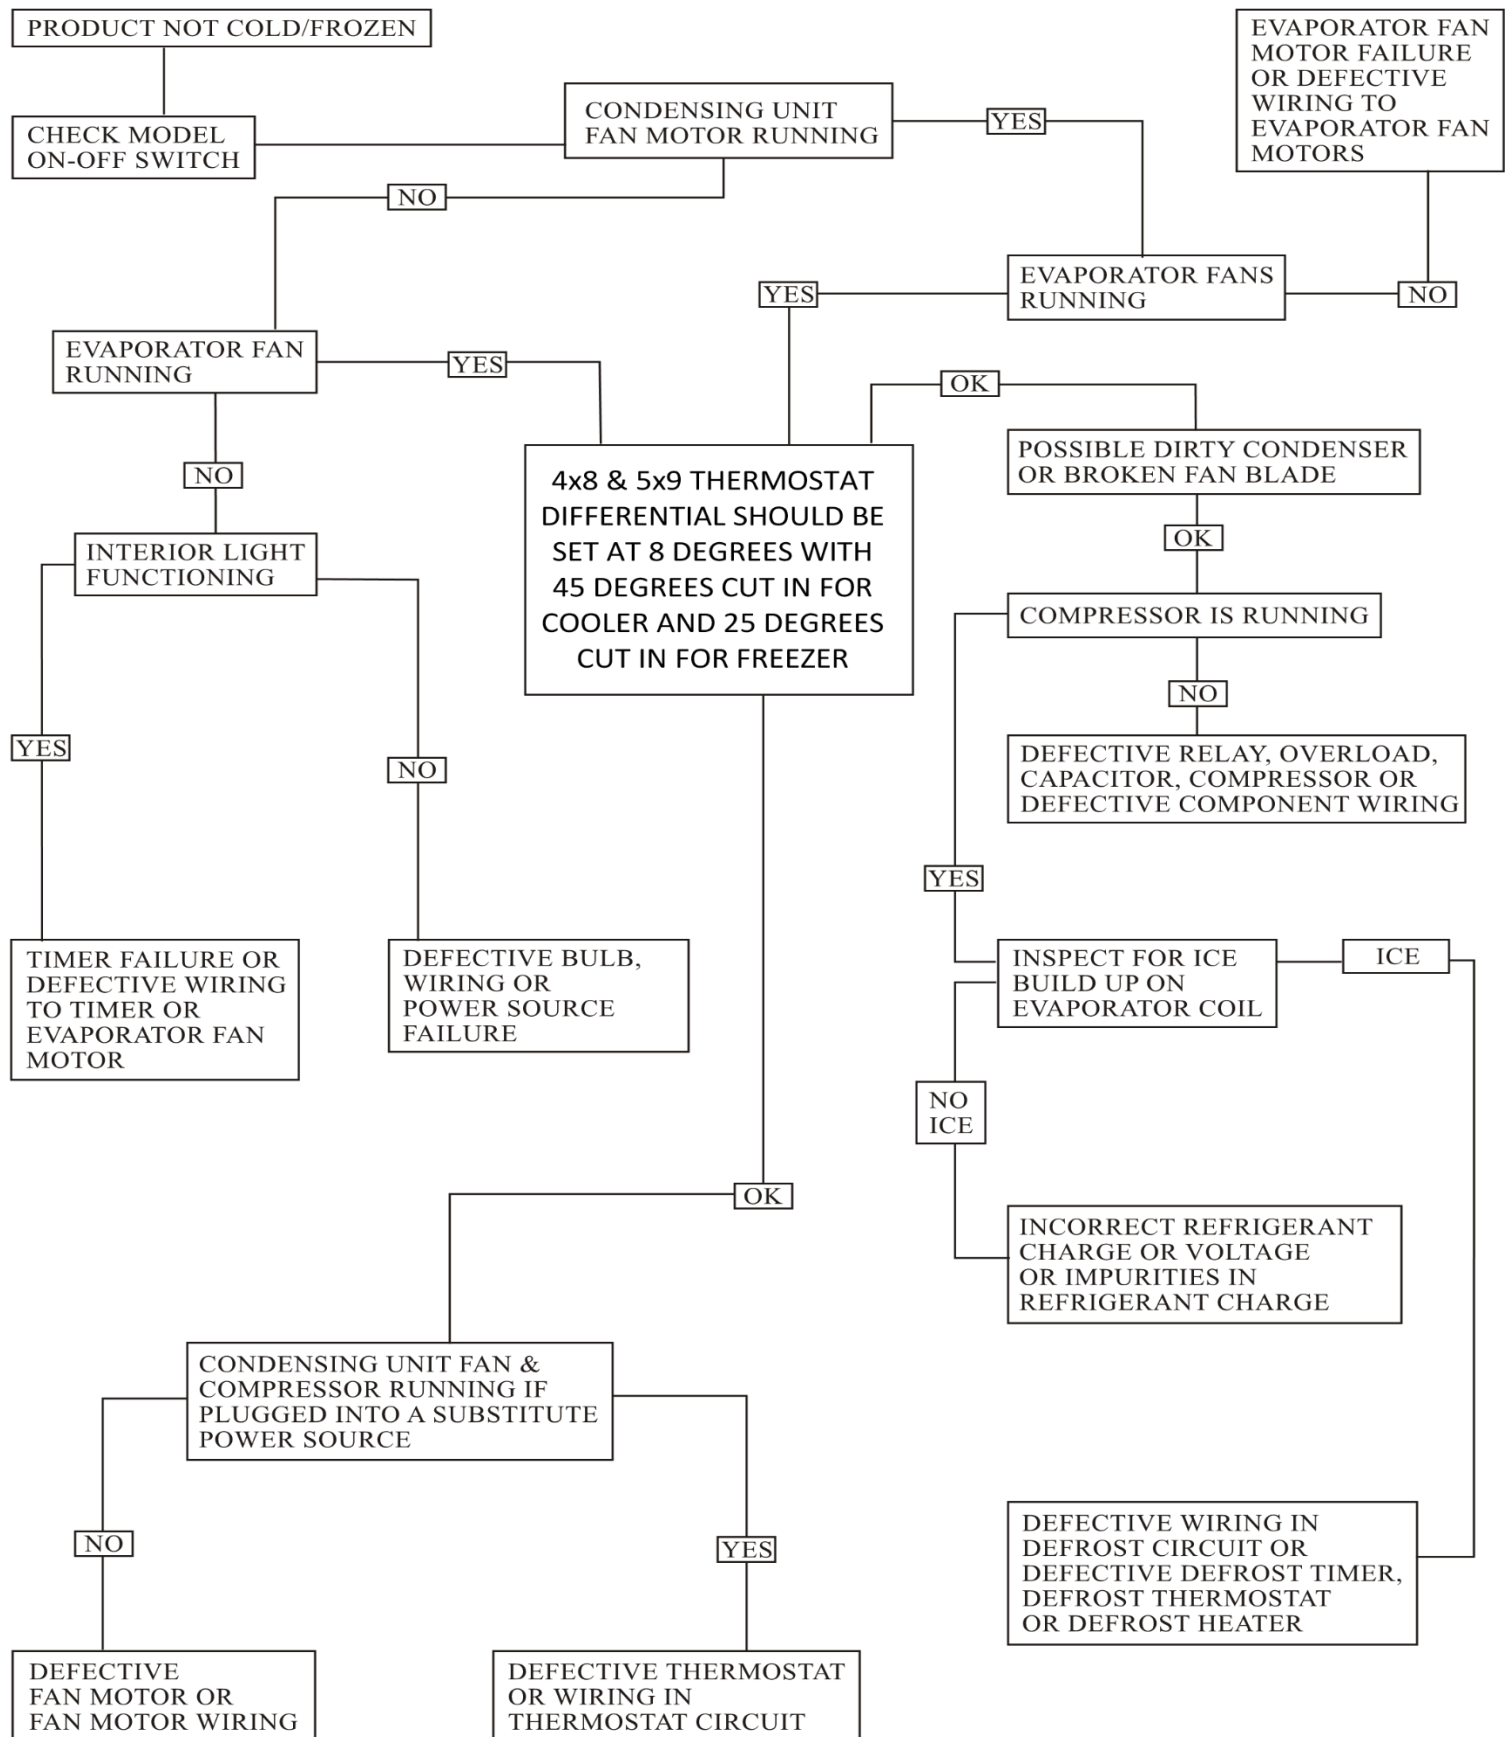 PRODUCT NOT COLD/FROZEN
CHECK MODEL
ON-OFF SWITCH
CONDENSING UNIT
FAN MOTOR RUNNING
YES
EVAPORATOR FAN
MOTOR FAILURE
OR DEFECTIVE
WIRING TO
EVAPORATOR FAN
MOTORS
NO
EVAPORATOR FANS
RUNNING
YES
NO
EVAPORATOR FAN
RUNNING
YES
OK
POSSIBLE DIRTY CONDENSER
OR BROKEN FAN BLADE
NO
4x8 & 5x9 THERMOSTAT
DIFFERENTIAL SHOULD BE
SET AT 8 DEGREES WITH
45 DEGREES CUT IN FOR
COOLER AND 25 DEGREES
CUT IN FOR FREEZER
OK
INTERIOR LIGHT
FUNCTIONING
COMPRESSOR IS RUNNING
NO
YES
NO
DEFECTIVE RELAY, OVERLOAD,
CAPACITOR, COMPRESSOR OR
DEFECTIVE COMPONENT WIRING
YES
TIMER FAILURE OR
DEFECTIVE WIRING
TO TIMER OR
EVAPORATOR FAN
MOTOR
DEFECTIVE BULB,
WIRING OR
POWER SOURCE
FAILURE
INSPECT FOR ICE
BUILD UP ON
EVAPORATOR COIL
ICE
NO
ICE
OK
INCORRECT REFRIGERANT
CHARGE OR VOLTAGE
OR IMPURITIES IN
REFRIGERANT CHARGE
CONDENSING UNIT FAN &
COMPRESSOR RUNNING IF
PLUGGED INTO A SUBSTITUTE
POWER SOURCE
NO
YES
DEFECTIVE WIRING IN
DEFROST CIRCUIT OR
DEFECTIVE DEFROST TIMER,
DEFROST THERMOSTAT
OR DEFROST HEATER
DEFECTIVE
FAN MOTOR OR
FAN MOTOR WIRING
DEFECTIVE THERMOSTAT
OR WIRING IN
THERMOSTAT CIRCUIT